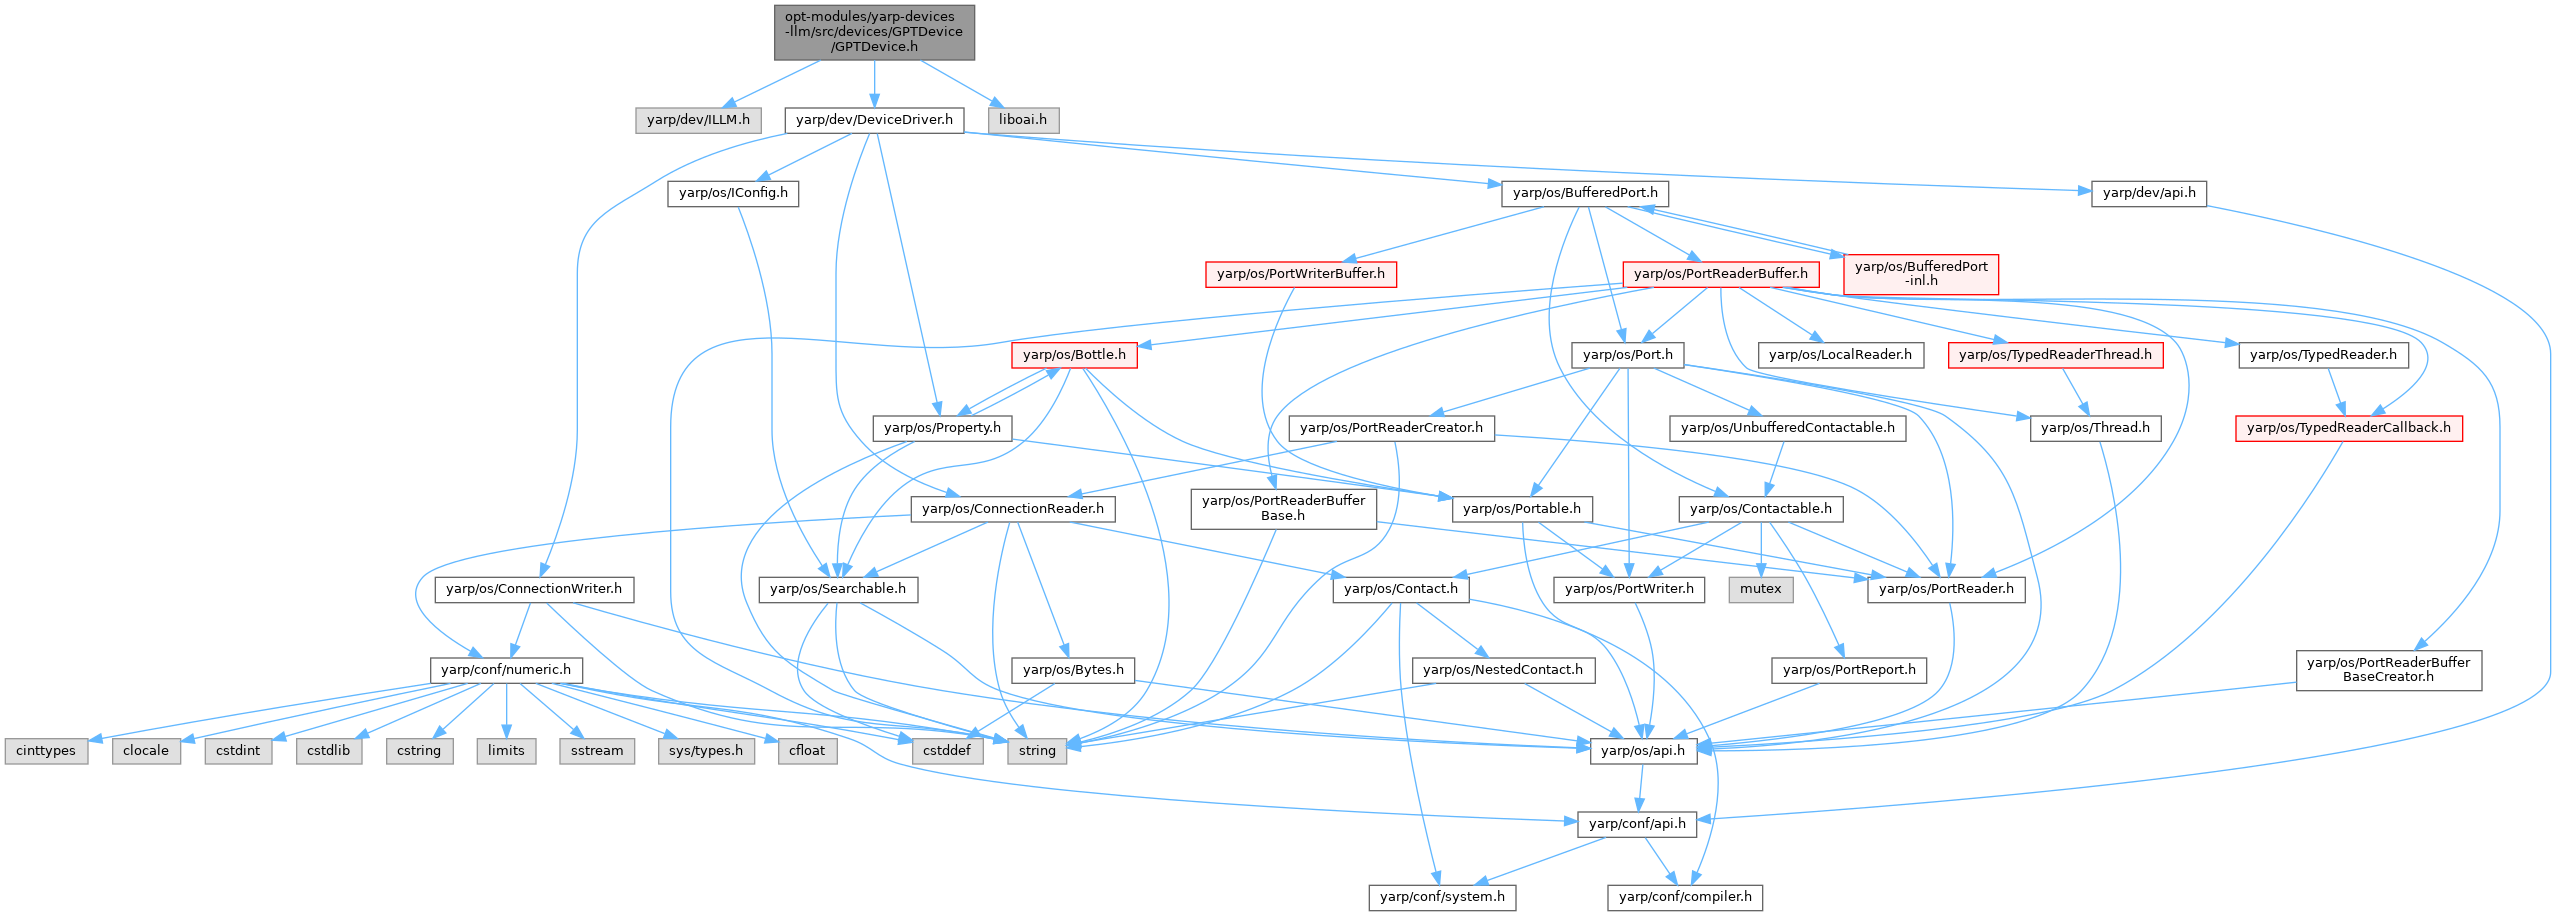 opt-modules/yarp-devices
-llm/src/devices/GPTDevice
/GPTDevice.h
yarp/dev/ILLM.h
yarp/dev/DeviceDriver.h
liboai.h
yarp/os/IConfig.h
yarp/os/BufferedPort.h
yarp/dev/api.h
yarp/os/PortWriterBuffer.h
yarp/os/PortReaderBuffer.h
yarp/os/BufferedPort
-inl.h
yarp/os/Bottle.h
yarp/os/Port.h
yarp/os/LocalReader.h
yarp/os/TypedReaderThread.h
yarp/os/TypedReader.h
yarp/os/Property.h
yarp/os/PortReaderCreator.h
yarp/os/UnbufferedContactable.h
yarp/os/Thread.h
yarp/os/TypedReaderCallback.h
yarp/os/ConnectionReader.h
yarp/os/PortReaderBuffer
Base.h
yarp/os/Portable.h
yarp/os/Contactable.h
yarp/os/ConnectionWriter.h
yarp/os/Searchable.h
yarp/os/Contact.h
yarp/os/PortWriter.h
mutex
yarp/os/PortReader.h
yarp/conf/numeric.h
yarp/os/Bytes.h
yarp/os/NestedContact.h
yarp/os/PortReport.h
yarp/os/PortReaderBuffer
BaseCreator.h
cinttypes
clocale
cstdint
cstdlib
cstring
limits
sstream
sys/types.h
cfloat
cstddef
string
yarp/os/api.h
yarp/conf/api.h
yarp/conf/system.h
yarp/conf/compiler.h